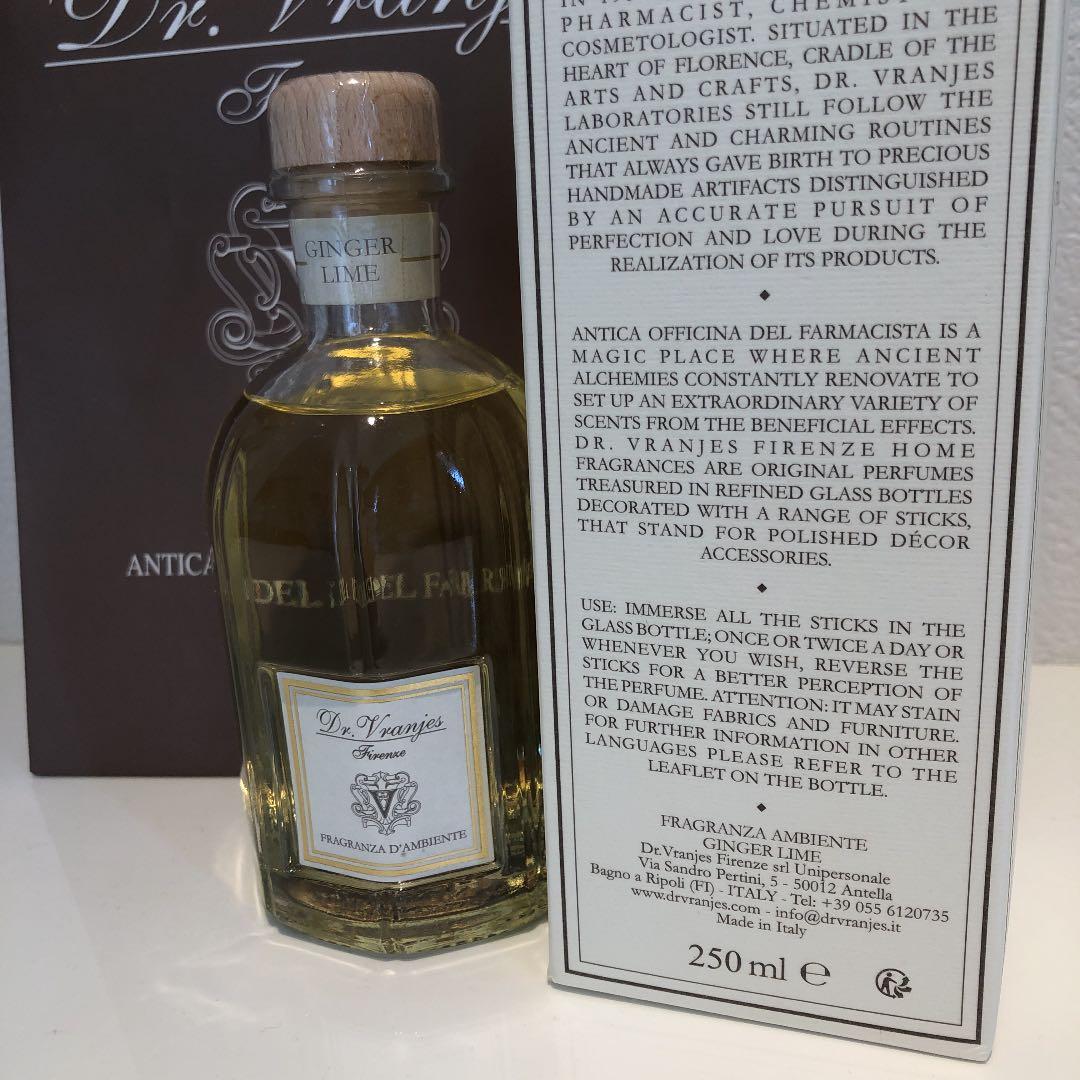 Dr. Vranjes
ANTICA
GINGER
LIME
Dr. Vranjes
Firenze
FRAGRANZA D'AMBIENTE
PHARMACIST, CHEMIST
COSMETOLOGIST. SITUATED IN THE
HEART OF FLORENCE, CRADLE OF THE
ARTS AND CRAFTS, DR. VRANJES
LABORATORIES STILL FOLLOW THE
ANCIENT AND CHARMING ROUTINES
THAT ALWAYS GAVE BIRTH TO PRECIOUS
HANDMADE ARTIFACTS DISTINGUISHED
BY AN ACCURATE PURSUIT OF
PERFECTION AND LOVE DURING THE
REALIZATION OF ITS PRODUCTS.
ANTICA OFFICINA DEL FARMACISTA IS A
MAGIC PLACE WHERE ANCIENT
ALCHEMIES CONSTANTLY RENOVATE TO
SET UP AN EXTRAORDINARY VARIETY OF
SCENTS FROM THE BENEFICIAL EFFECTS.
DR. VRANJES FIRENZE HOME
FRAGRANCES ARE ORIGINAL PERFUMES
TREASURED IN REFINED GLASS BOTTLES
DECORATED WITH A RANGE OF STICKS,
THAT STAND FOR POLISHED DÉCOR
ACCESSORIES.
USE: IMMERSE ALL THE STICKS IN THE
GLASS BOTTLE; ONCE OR TWICE A DAY OR
WHENEVER YOU WISH, REVERSE THE
STICKS FOR A BETTER PERCEPTION OF
THE PERFUME. ATTENTION: IT MAY STAIN
OR DAMAGE FABRICS AND FURNITURE.
FOR FURTHER INFORMATION IN OTHER
LANGUAGES PLEASE REFER TO THE
LEAFLET ON THE BOTTLE.
FRAGRANZA AMBIENTE
GINGER LIME
Dr.Vranjes Firenze srl Unipersonale
Via Sandro Pertini, 5 - 50012 Antella
Bagno a Ripoli (FI) - ITALY - Tel: +39 055 6120735
www.drvranjes.com - info@drvranjes.it
Made in Italy
250 ml ℮